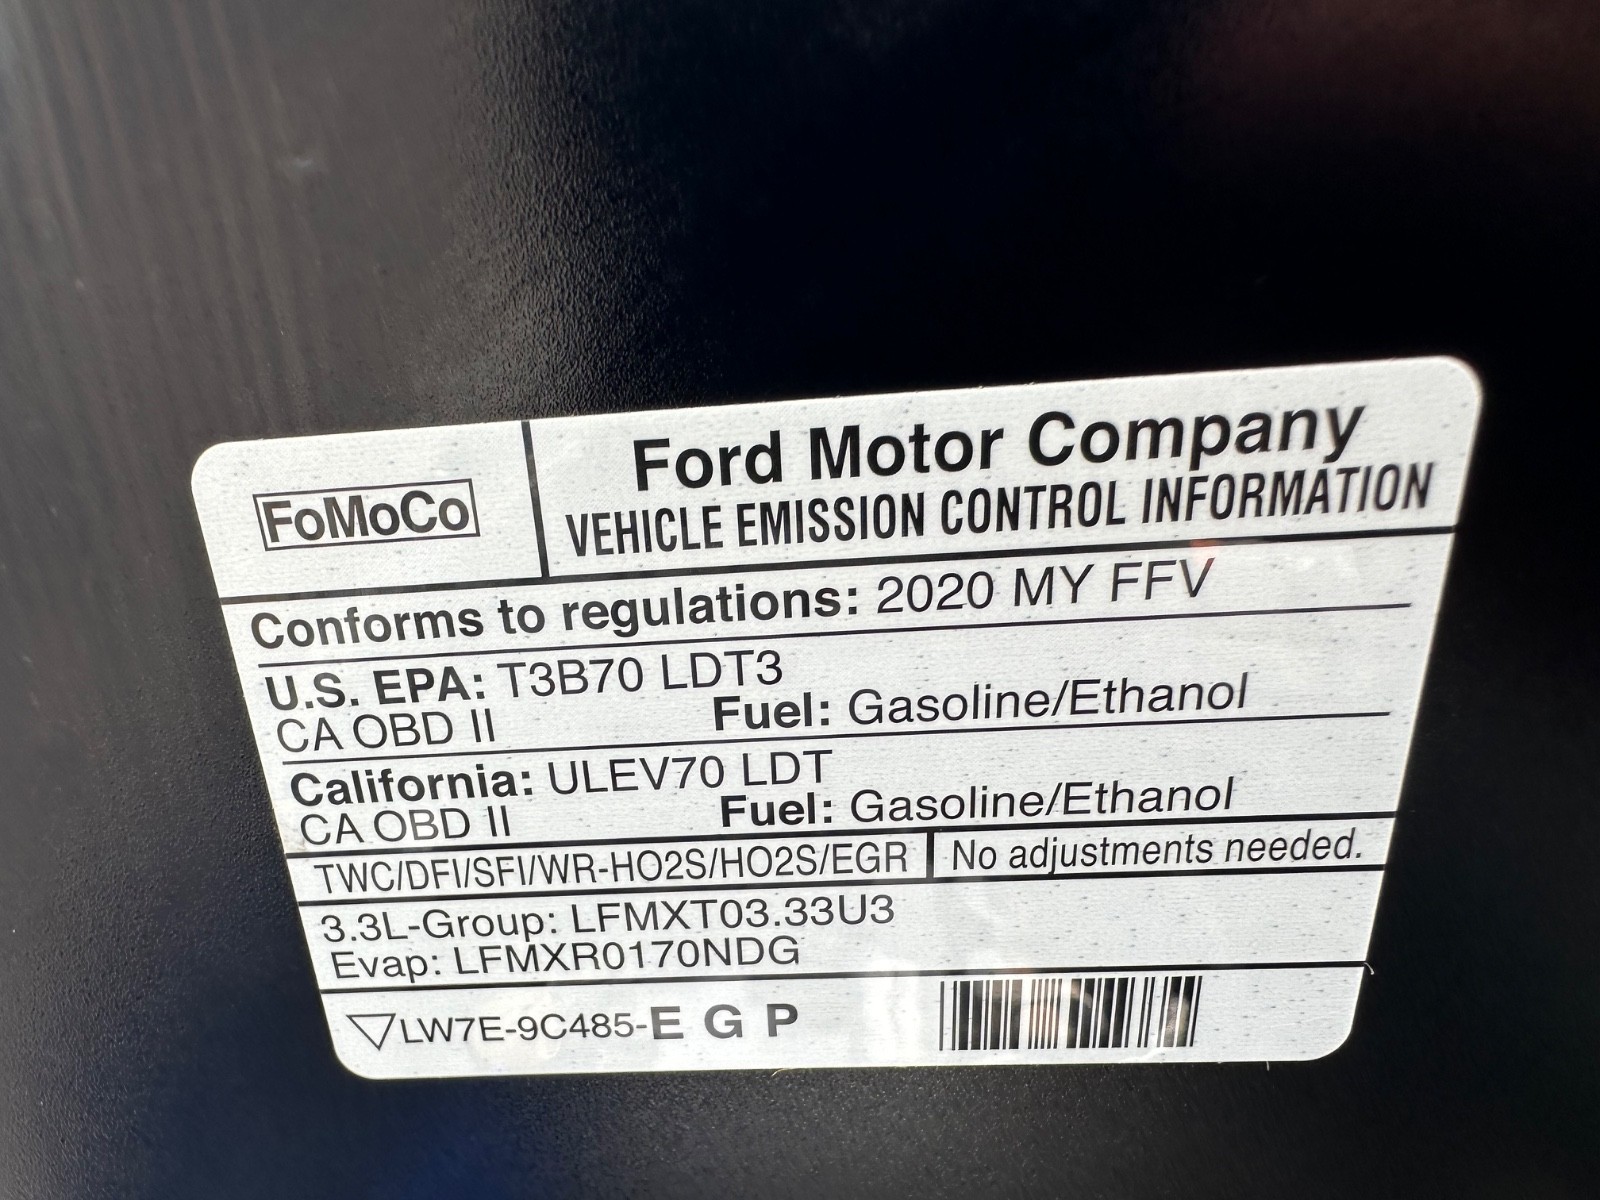 FoMoCo
Ford Motor Company
VEHICLE EMISSION CONTROL INFORMATION
Conforms to regulations: 2020 MY FFV
U.S. EPA: T3B70 LDT3
CA OBD II Fuel: Gasoline/Ethanol
California: ULEV70 LDT
CA OBD II Fuel: Gasoline/Ethanol
TWC/DFI/SFI/WR-HO2S/HO2S/EGR No adjustments needed.
3.3L-Group: LFMXT03.33U3
Evap: LFMXR0170NDG
LW7E-9C485-E G P